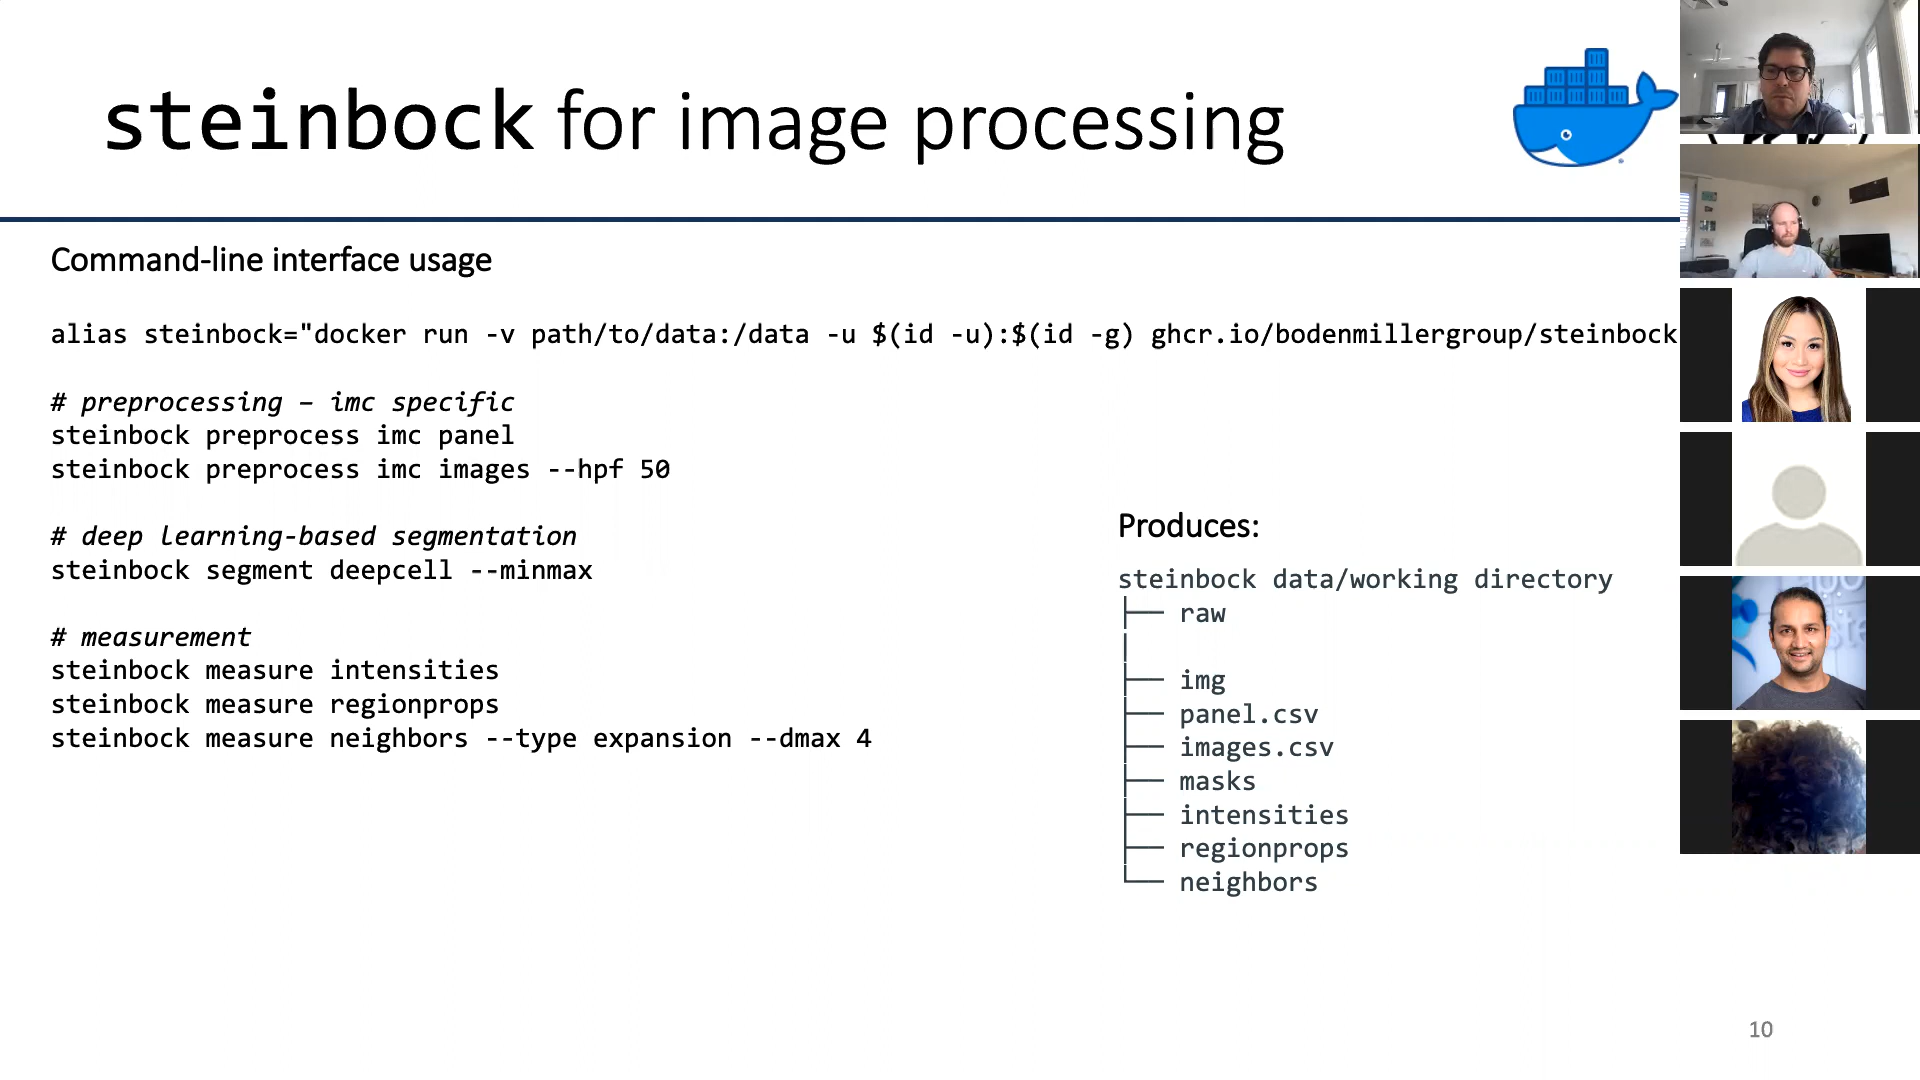 steinbock for image processing
Command-line interface usage
alias steinbock="docker run -v path/to/data:/data -u $(id -u):$(id -g) ghcr.io/bodenmillergroup/steinbock
# preprocessing – imc specific
steinbock preprocess imc panel
steinbock preprocess imc images --hpf 50
# deep learning-based segmentation
steinbock segment deepcell --minmax
# measurement
steinbock measure intensities
steinbock measure regionprops
steinbock measure neighbors --type expansion --dmax 4
Produces:
steinbock data/working directory
├── raw
│
├── img
├── panel.csv
├── images.csv
├── masks
├── intensities
├── regionprops
└── neighbors
10